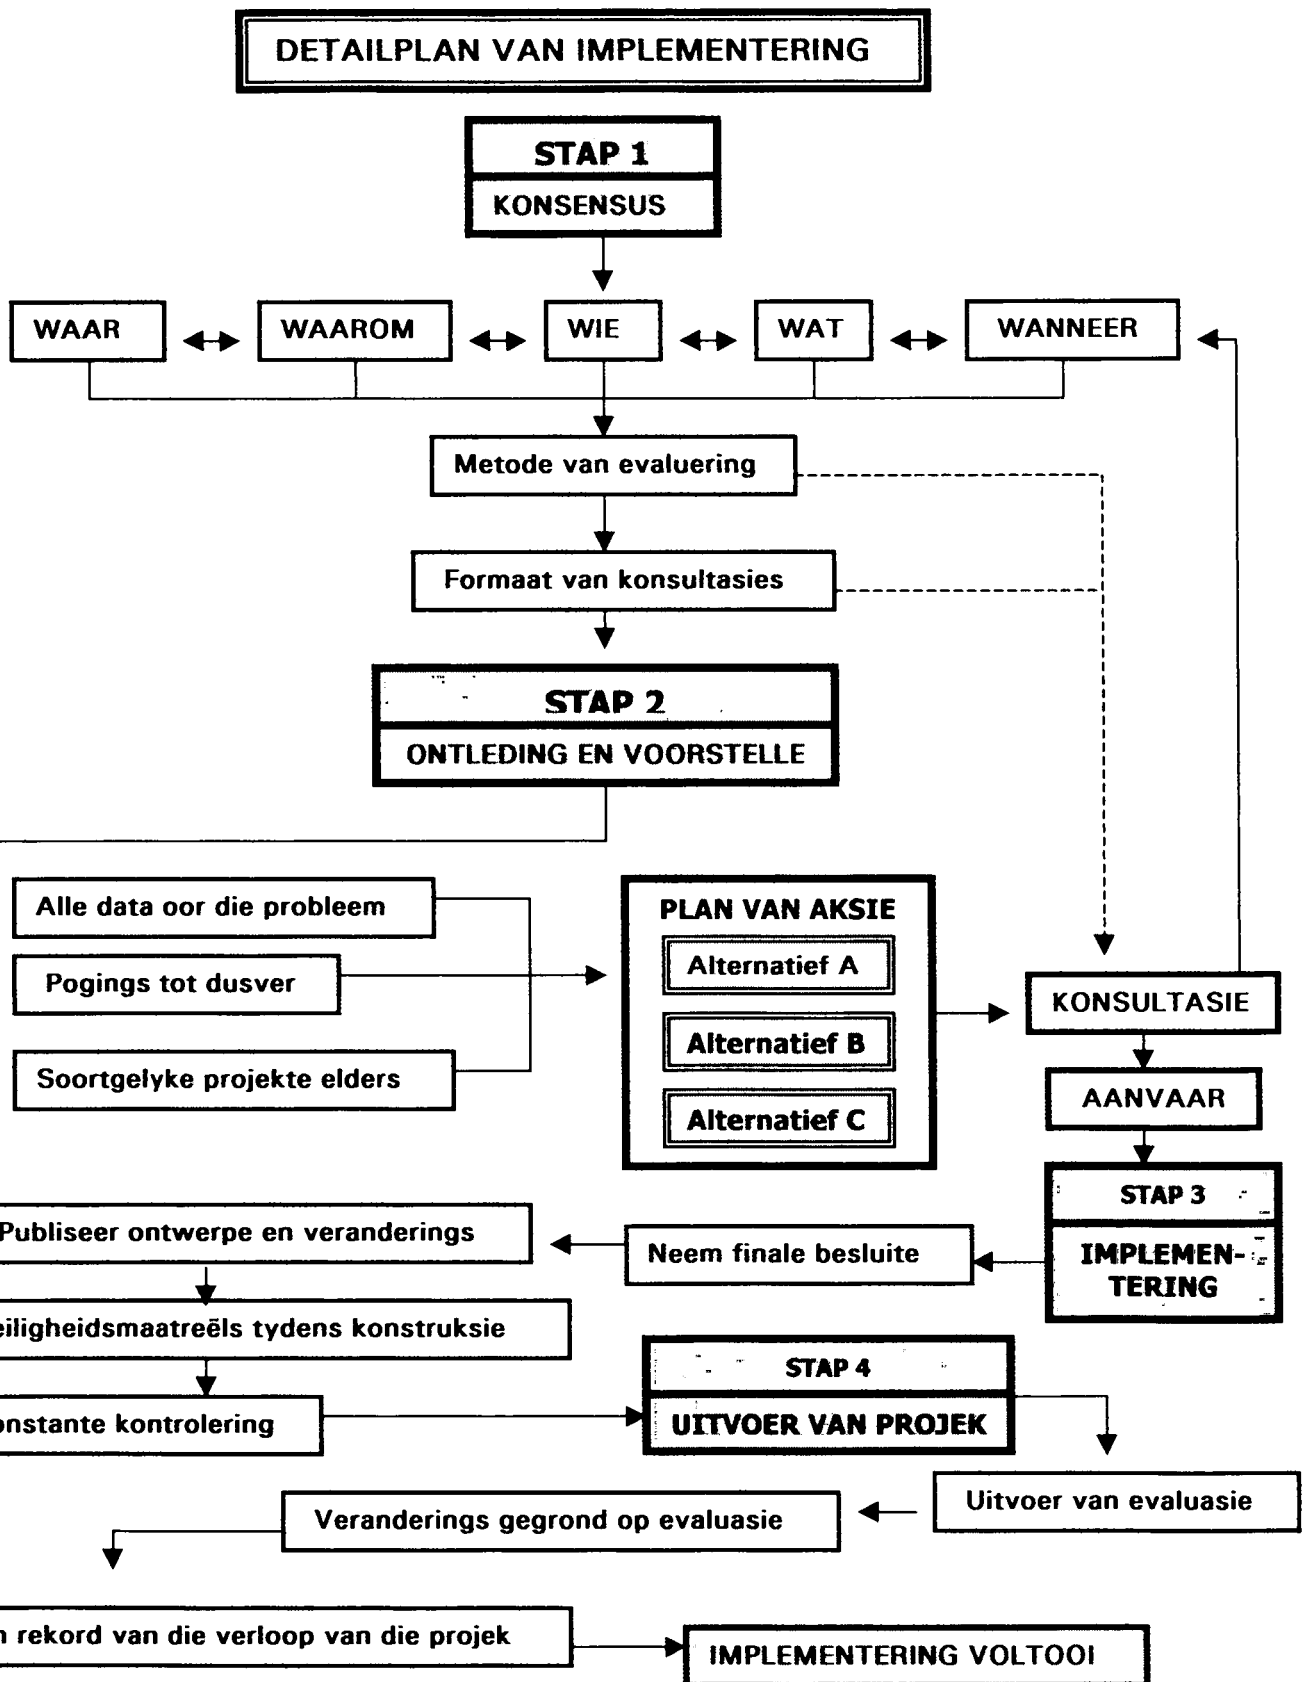 DETAILPLAN VAN IMPLEMENTERING
STAP 1
KONSENSUS
WAAR
WAAROM
WIE
WAT
WANNEER
Metode van evaluering
Formaat van konsultasies
STAP 2
ONTLEDING EN VOORSTELLE
Alle data oor die probleem
Pogings tot dusver
Soortgelyke projekte elders
PLAN VAN AKSIE
Alternatief A
Alternatief B
Alternatief C
KONSULTASIE
AANVAAR
STAP 3
IMPLEMEN-
TERING
Neem finale besluite
Publiseer ontwerpe en veranderings
eiligheidsmaatreëls tydens konstruksie
onstante kontrolering
STAP 4
UITVOER VAN PROJEK
Uitvoer van evaluasie
Veranderings gegrond op evaluasie
rekord van die verloop van die projek
IMPLEMENTERING VOLTOOI